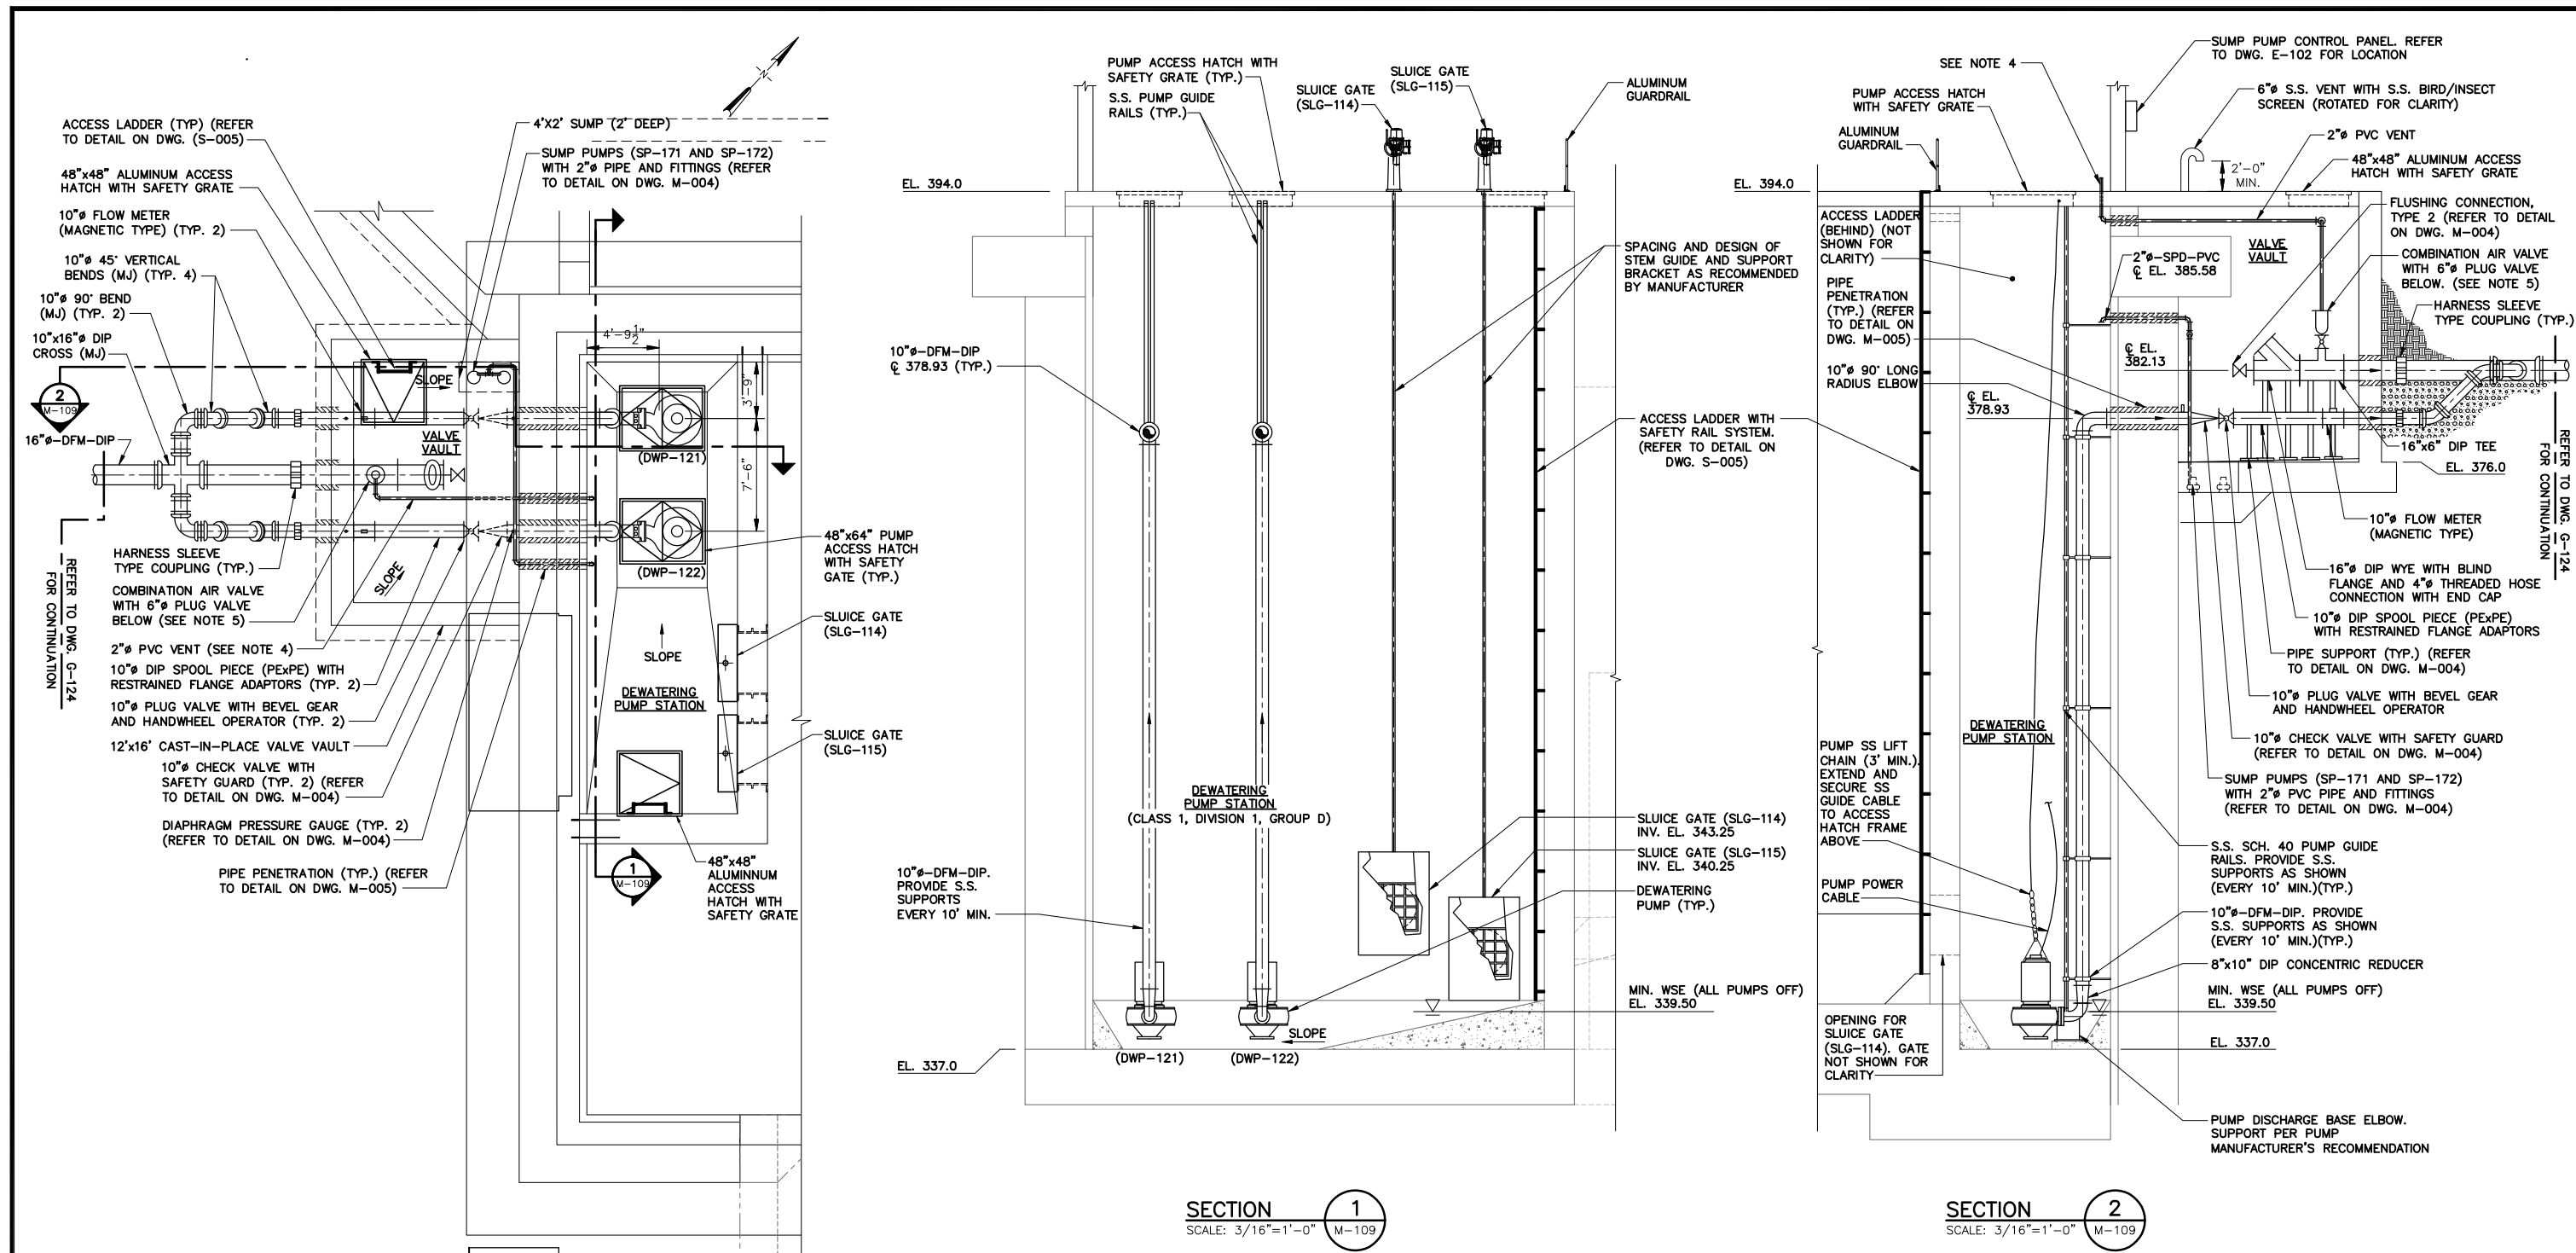 N
ACCESS LADDER (TYP) (REFER
TO DETAIL ON DWG. (S-005)
48"x48" ALUMINUM ACCESS
HATCH WITH SAFETY GRATE
10"ø FLOW METER
(MAGNETIC TYPE) (TYP. 2)
10"ø 45° VERTICAL
BENDS (MJ) (TYP. 4)
10"ø 90° BEND
(MJ) (TYP. 2)
10"x16"ø DIP
CROSS (MJ)
2
M-109
16"ø-DFM-DIP
4'X2' SUMP (2' DEEP)
SUMP PUMPS (SP-171 AND SP-172)
WITH 2"ø PIPE AND FITTINGS (REFER
TO DETAIL ON DWG. M-004)
4'-9 1/2"
3'-9"
7'-6"
SLOPE
VALVE
VAULT
(DWP-121)
(DWP-122)
SLOPE
REFER TO DWG. G-124
FOR CONTINUATION
HARNESS SLEEVE
TYPE COUPLING (TYP.)
COMBINATION AIR VALVE
WITH 6"ø PLUG VALVE
BELOW (SEE NOTE 5)
2"ø PVC VENT (SEE NOTE 4)
10"ø DIP SPOOL PIECE (PExPE) WITH
RESTRAINED FLANGE ADAPTORS (TYP. 2)
10"ø PLUG VALVE WITH BEVEL GEAR
AND HANDWHEEL OPERATOR (TYP. 2)
12'x16' CAST-IN-PLACE VALVE VAULT
10"ø CHECK VALVE WITH
SAFETY GUARD (TYP. 2) (REFER
TO DETAIL ON DWG. M-004)
DIAPHRAGM PRESSURE GAUGE (TYP. 2)
(REFER TO DETAIL ON DWG. M-004)
PIPE PENETRATION (TYP.) (REFER
TO DETAIL ON DWG. M-005)
48"x64" PUMP
ACCESS HATCH
WITH SAFETY
GATE (TYP.)
SLUICE GATE
(SLG-114)
SLOPE
DEWATERING
PUMP STATION
SLUICE GATE
(SLG-115)
1
M-109
48"x48"
ALUMINNUM
ACCESS
HATCH WITH
SAFETY GRATE
PUMP ACCESS HATCH WITH
SAFETY GRATE (TYP.)
S.S. PUMP GUIDE
RAILS (TYP.)
SLUICE GATE
(SLG-114)
SLUICE GATE
(SLG-115)
ALUMINUM
GUARDRAIL
EL. 394.0
SPACING AND DESIGN OF
STEM GUIDE AND SUPPORT
BRACKET AS RECOMMENDED
BY MANUFACTURER
10"ø-DFM-DIP
℄ 378.93 (TYP.)
ACCESS LADDER WITH
SAFETY RAIL SYSTEM.
(REFER TO DETAIL ON
DWG. S-005)
DEWATERING
PUMP STATION
(CLASS 1, DIVISION 1, GROUP D)
10"ø-DFM-DIP.
PROVIDE S.S.
SUPPORTS
EVERY 10' MIN.
SLUICE GATE (SLG-114)
INV. EL. 343.25
SLUICE GATE (SLG-115)
INV. EL. 340.25
DEWATERING
PUMP (TYP.)
MIN. WSE (ALL PUMPS OFF)
EL. 339.50
SLOPE
(DWP-121)
(DWP-122)
EL. 337.0
SECTION
SCALE: 3/16"=1'-0"
1
M-109
SEE NOTE 4
PUMP ACCESS HATCH
WITH SAFETY GRATE
ALUMINUM
GUARDRAIL
EL. 394.0
SUMP PUMP CONTROL PANEL. REFER
TO DWG. E-102 FOR LOCATION
6"ø S.S. VENT WITH S.S. BIRD/INSECT
SCREEN (ROTATED FOR CLARITY)
2"ø PVC VENT
2'-0"
MIN.
48"x48" ALUMINUM ACCESS
HATCH WITH SAFETY GRATE
FLUSHING CONNECTION,
TYPE 2 (REFER TO DETAIL
ON DWG. M-004)
COMBINATION AIR VALVE
WITH 6"ø PLUG VALVE
BELOW. (SEE NOTE 5)
HARNESS SLEEVE
TYPE COUPLING (TYP.)
ACCESS LADDER
(BEHIND) (NOT
SHOWN FOR
CLARITY)
PIPE
PENETRATION
(TYP.) (REFER
TO DETAIL ON
DWG. M-005)
10"ø 90° LONG
RADIUS ELBOW
VALVE
VAULT
2"ø-SPD-PVC
℄ EL. 385.58
℄ EL.
382.13
℄ EL.
378.93
16"x6" DIP TEE
EL. 376.0
REFER TO DWG. G-124
FOR CONTINUATION
10"ø FLOW METER
(MAGNETIC TYPE)
16"ø DIP WYE WITH BLIND
FLANGE AND 4"ø THREADED HOSE
CONNECTION WITH END CAP
10"ø DIP SPOOL PIECE (PExPE)
WITH RESTRAINED FLANGE ADAPTORS
PIPE SUPPORT (TYP.) (REFER
TO DETAIL ON DWG. M-004)
10"ø PLUG VALVE WITH BEVEL GEAR
AND HANDWHEEL OPERATOR
10"ø CHECK VALVE WITH SAFETY GUARD
(REFER TO DETAIL ON DWG. M-004)
SUMP PUMPS (SP-171 AND SP-172)
WITH 2"ø PVC PIPE AND FITTINGS
(REFER TO DETAIL ON DWG. M-004)
DEWATERING
PUMP STATION
PUMP SS LIFT
CHAIN (3' MIN.).
EXTEND AND
SECURE SS
GUIDE CABLE
TO ACCESS
HATCH FRAME
ABOVE
PUMP POWER
CABLE
S.S. SCH. 40 PUMP GUIDE
RAILS. PROVIDE S.S.
SUPPORTS AS SHOWN
(EVERY 10' MIN.)(TYP.)
10"ø-DFM-DIP. PROVIDE
S.S. SUPPORTS AS SHOWN
(EVERY 10' MIN.)(TYP.)
8"x10" DIP CONCENTRIC REDUCER
MIN. WSE (ALL PUMPS OFF)
EL. 339.50
OPENING FOR
SLUICE GATE
(SLG-114). GATE
NOT SHOWN FOR
CLARITY
EL. 337.0
PUMP DISCHARGE BASE ELBOW.
SUPPORT PER PUMP
MANUFACTURER'S RECOMMENDATION
SECTION
SCALE: 3/16"=1'-0"
2
M-109